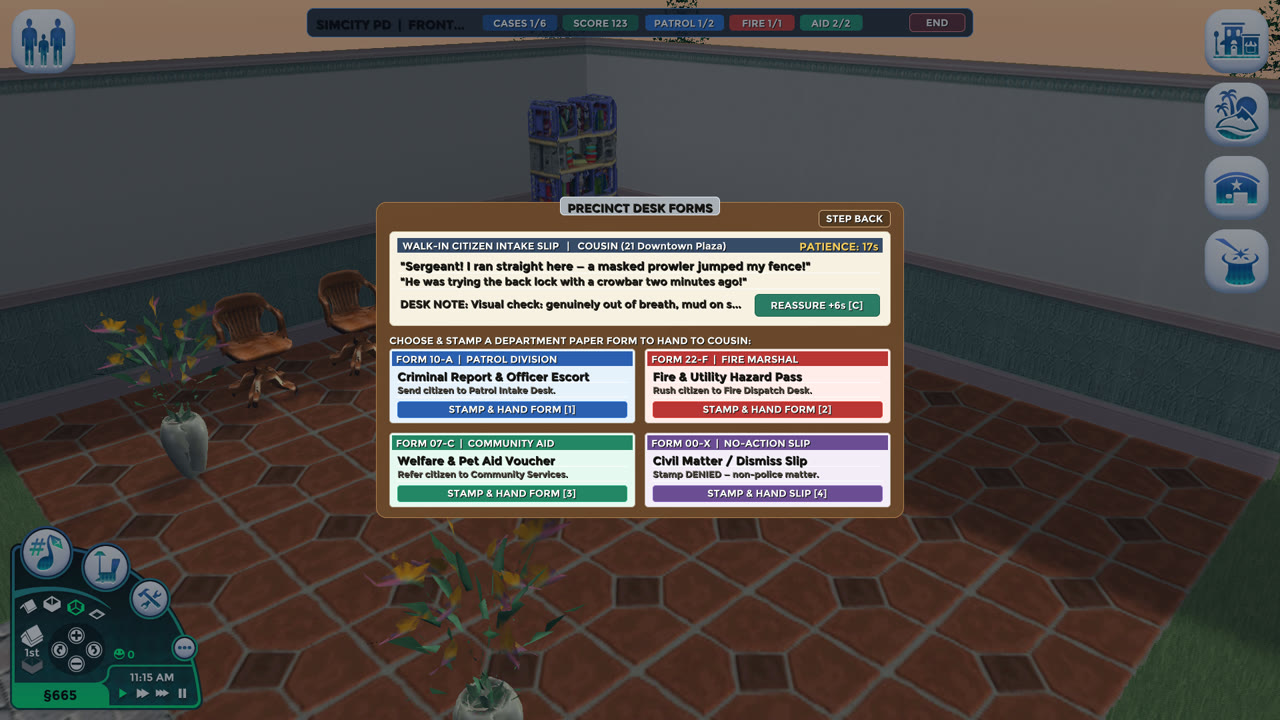 SIMCITY PD | FRONT...
CASES 1/6
SCORE 123
PATROL 1/2
FIRE 1/1
AID 2/2
END
PRECINCT DESK FORMS
STEP BACK
WALK-IN CITIZEN INTAKE SLIP | COUSIN (21 Downtown Plaza)
PATIENCE: 17s
"Sergeant! I ran straight here – a masked prowler jumped my fence!"
"He was trying the back lock with a crowbar two minutes ago!"
DESK NOTE: Visual check: genuinely out of breath, mud on s...
REASSURE +6s [C]
CHOOSE & STAMP A DEPARTMENT PAPER FORM TO HAND TO COUSIN:
FORM 10-A | PATROL DIVISION
Criminal Report & Officer Escort
Send citizen to Patrol Intake Desk.
STAMP & HAND FORM [1]
FORM 22-F | FIRE MARSHAL
Fire & Utility Hazard Pass
Rush citizen to Fire Dispatch Desk.
STAMP & HAND FORM [2]
FORM 07-C | COMMUNITY AID
Welfare & Pet Aid Voucher
Refer citizen to Community Services.
STAMP & HAND FORM [3]
FORM 00-X | NO-ACTION SLIP
Civil Matter / Dismiss Slip
Stamp DENIED – non-police matter.
STAMP & HAND SLIP [4]
1st
0
11:15 AM
§665